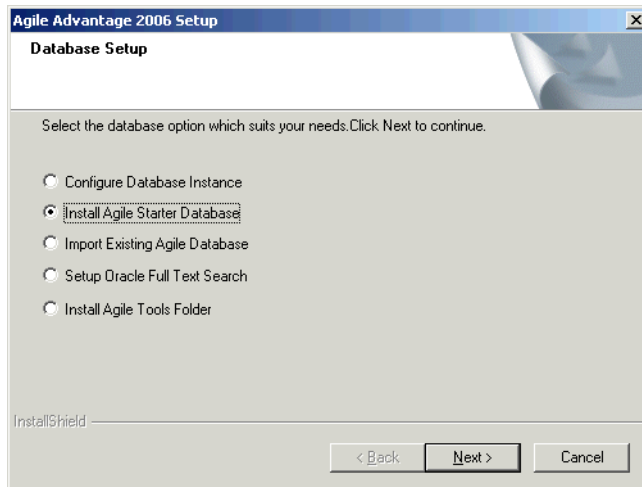 Agile Advantage 2006 Setup
Database Setup
Select the database option which suits your needs.Click Next to continue.
Configure Database Instance
Install Agile Starter Database
Import Existing Agile Database
Setup Oracle Full Text Search
Install Agile Tools Folder
InstallShield
< Back Next > Cancel